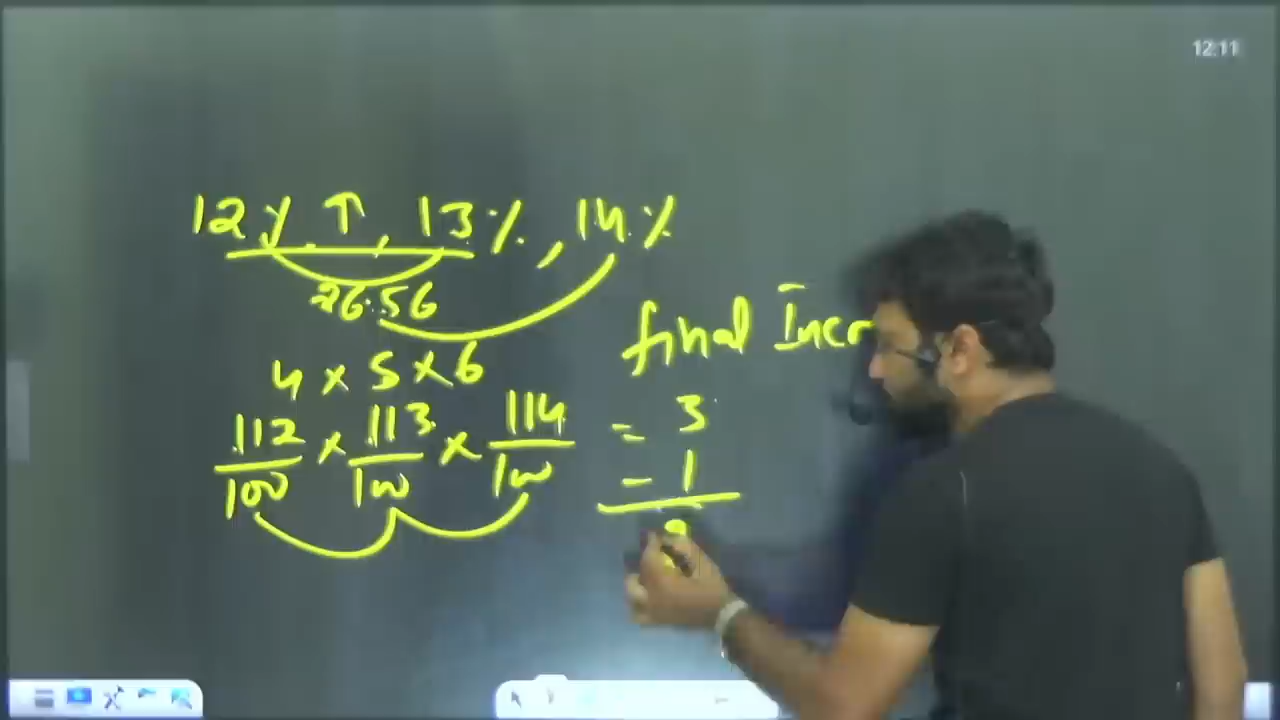 12:11
12% ↑, 13%, 14%
26.56
final Incr
4 × 5 × 6
112/100 × 113/100 × 114/100 = 3
- 1